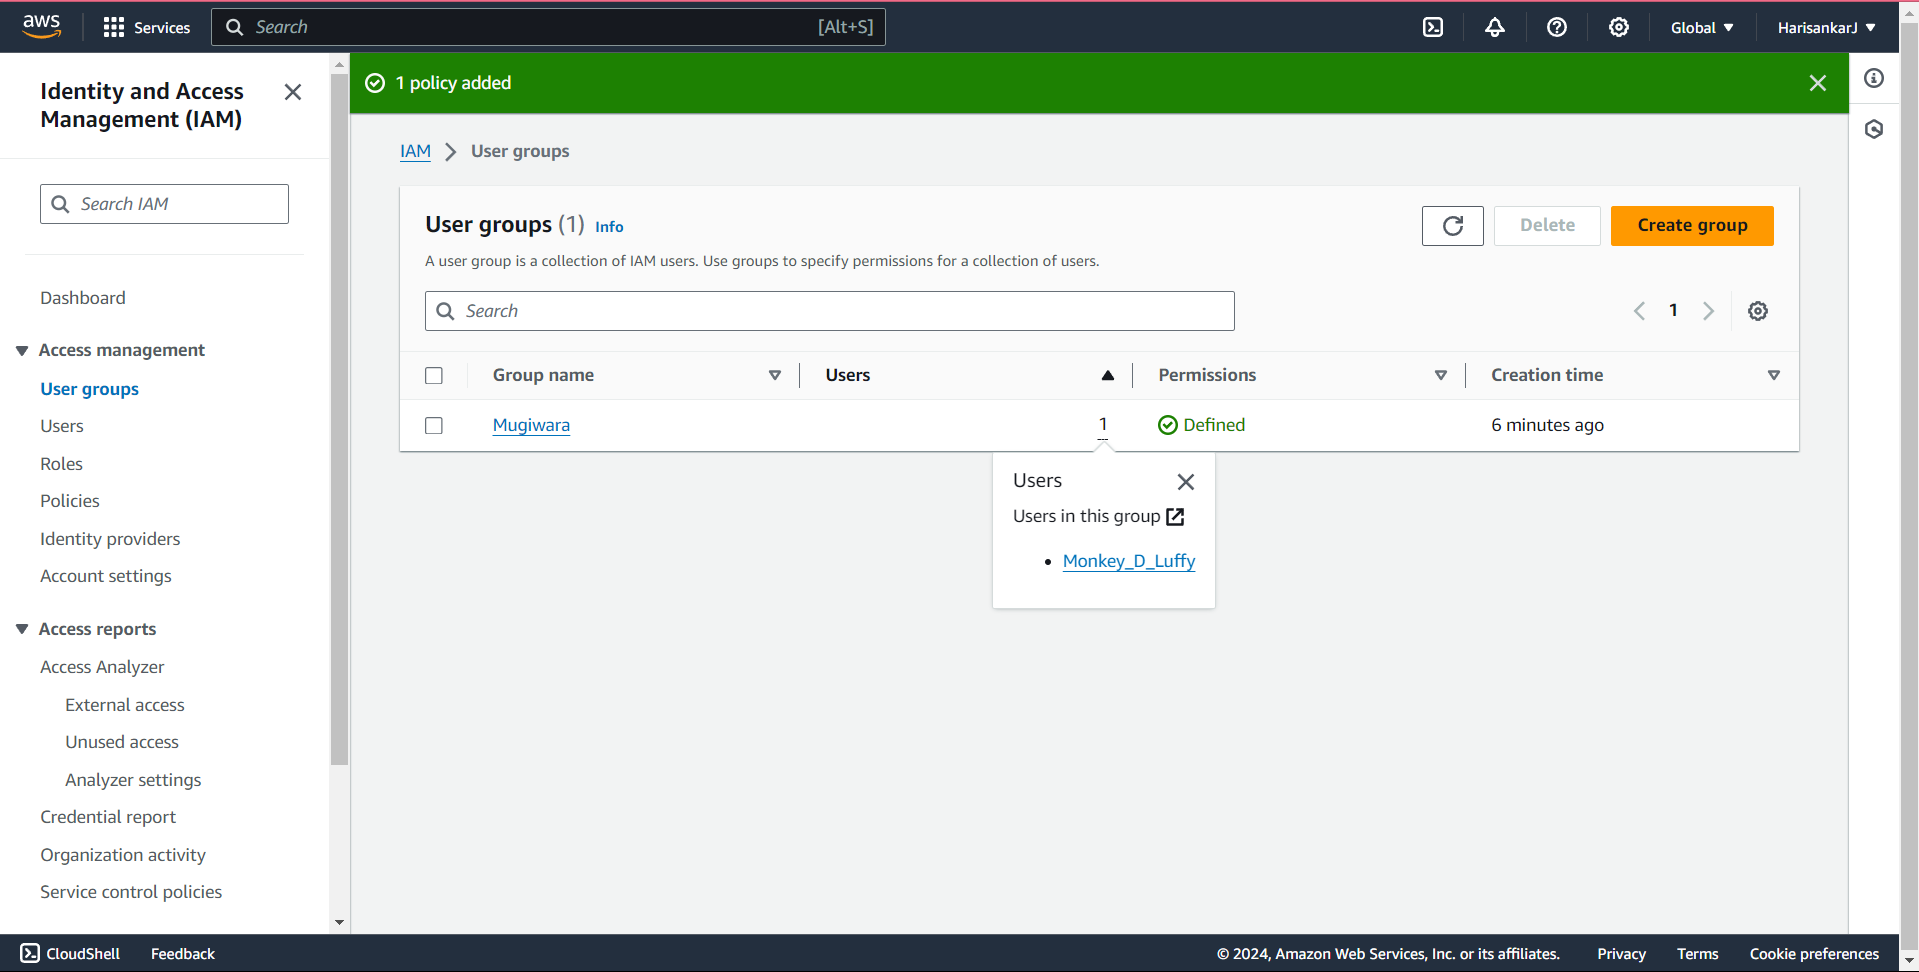 aws
Services
Search
[Alt+S]
Global
HarisankarJ
Identity and Access
Management (IAM)
Search IAM
Dashboard
Access management
User groups
Users
Roles
Policies
Identity providers
Account settings
Access reports
Access Analyzer
External access
Unused access
Analyzer settings
Credential report
Organization activity
Service control policies
1 policy added
IAM
User groups
User groups (1) Info
Delete
Create group
A user group is a collection of IAM users. Use groups to specify permissions for a collection of users.
Search
1
Group name
Users
Permissions
Creation time
Mugiwara
1
Defined
6 minutes ago
Users
Users in this group
Monkey_D_Luffy
CloudShell
Feedback
© 2024, Amazon Web Services, Inc. or its affiliates.
Privacy
Terms
Cookie preferences